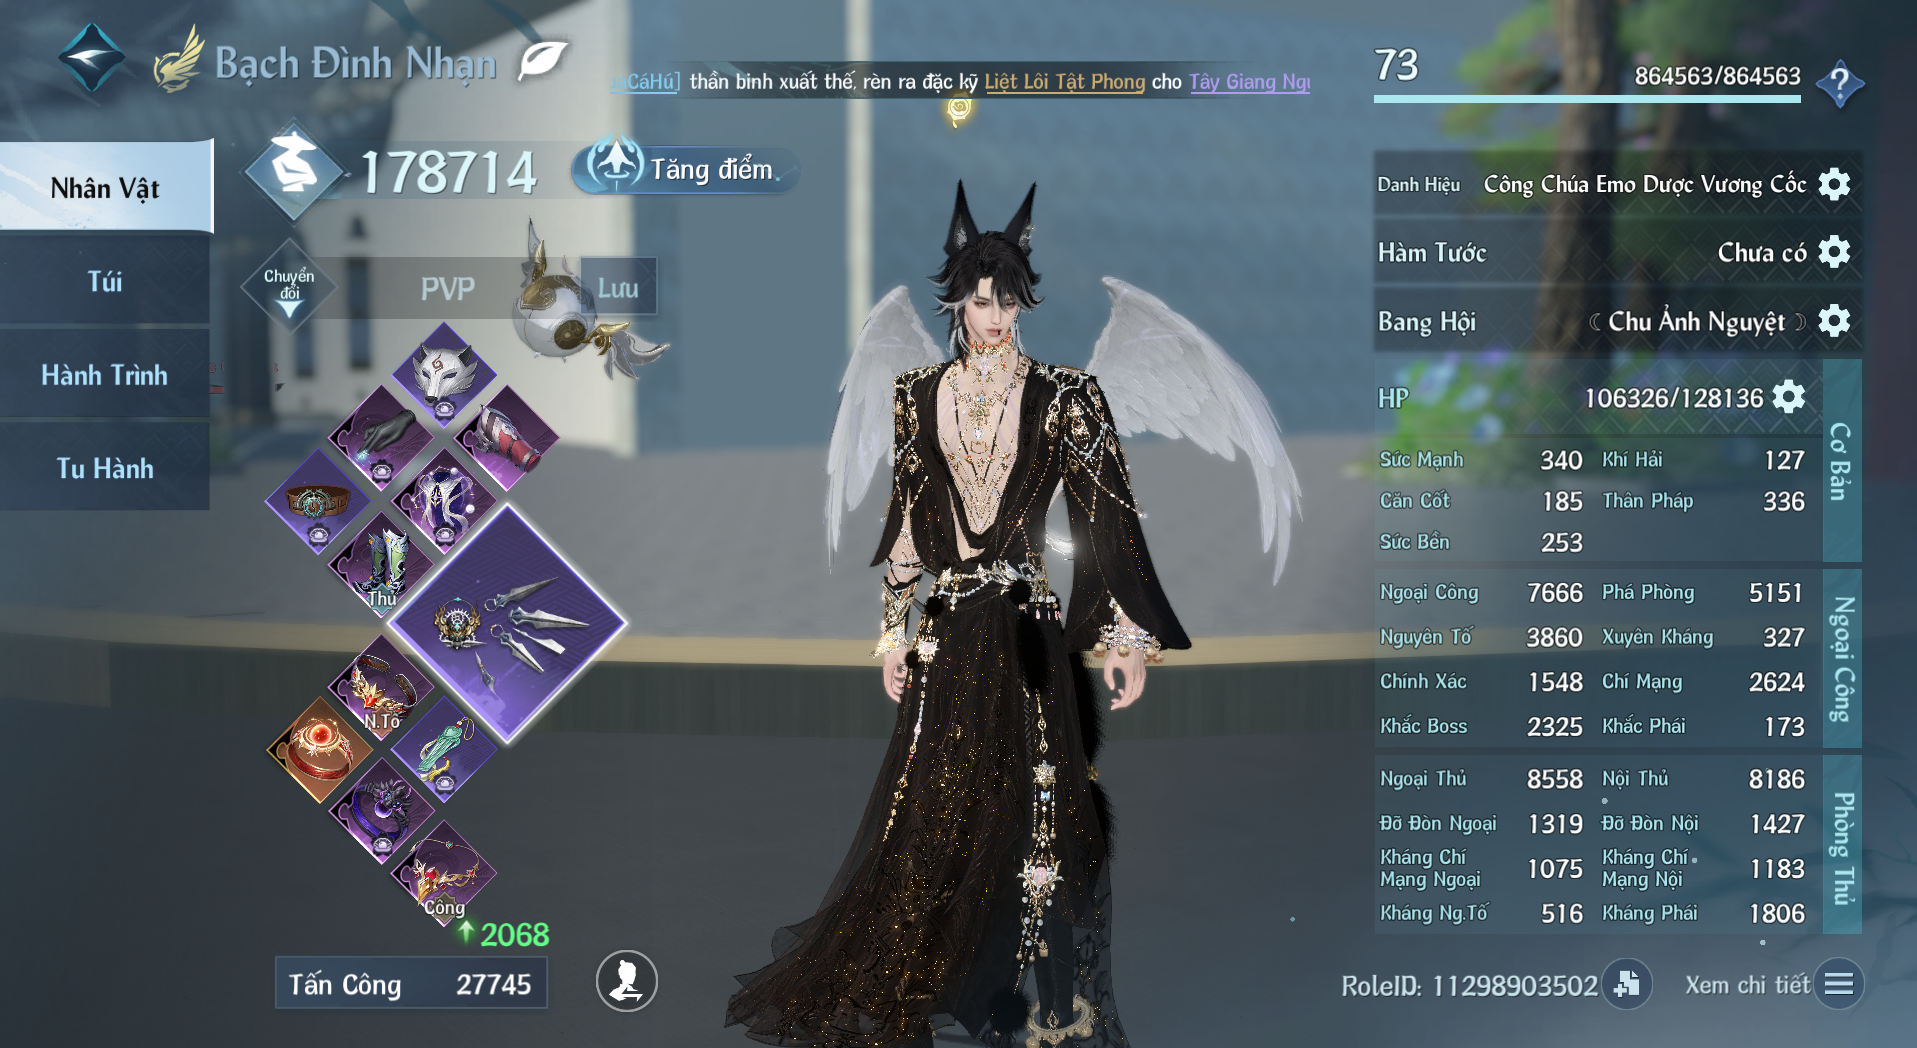 Bạch Đình Nhạn
CáHú] thần binh xuất thế, rèn ra đặc kỹ Liệt Lôi Tật Phong cho Tây Giang Ng
73
864563/864563
?
Nhân Vật
Túi
Hành Trình
Tu Hành
178714
Tăng điểm
Chuyển đổi
PVP
Lưu
Thủ
N.Tố
Công
2068
Tấn Công 27745
Danh Hiệu Công Chúa Emo Dược Vương Cốc
Hàm Tước Chưa có
Bang Hội ☾Chu Ảnh Nguyệt☽
HP 106326/128136
Sức Mạnh 340 Khí Hải 127
Căn Cốt 185 Thân Pháp 336
Sức Bền 253
Cơ Bản
Ngoại Công 7666 Phá Phòng 5151
Nguyên Tố 3860 Xuyên Kháng 327
Chính Xác 1548 Chí Mạng 2624
Khắc Boss 2325 Khắc Phái 173
Ngoại Công
Ngoại Thủ 8558 Nội Thủ 8186
Đỡ Đòn Ngoại 1319 Đỡ Đòn Nội 1427
Kháng Chí Mạng Ngoại 1075 Kháng Chí Mạng Nội 1183
Kháng Ng.Tố 516 Kháng Phái 1806
Phòng Thủ
RoleID: 11298903502
Xem chi tiết